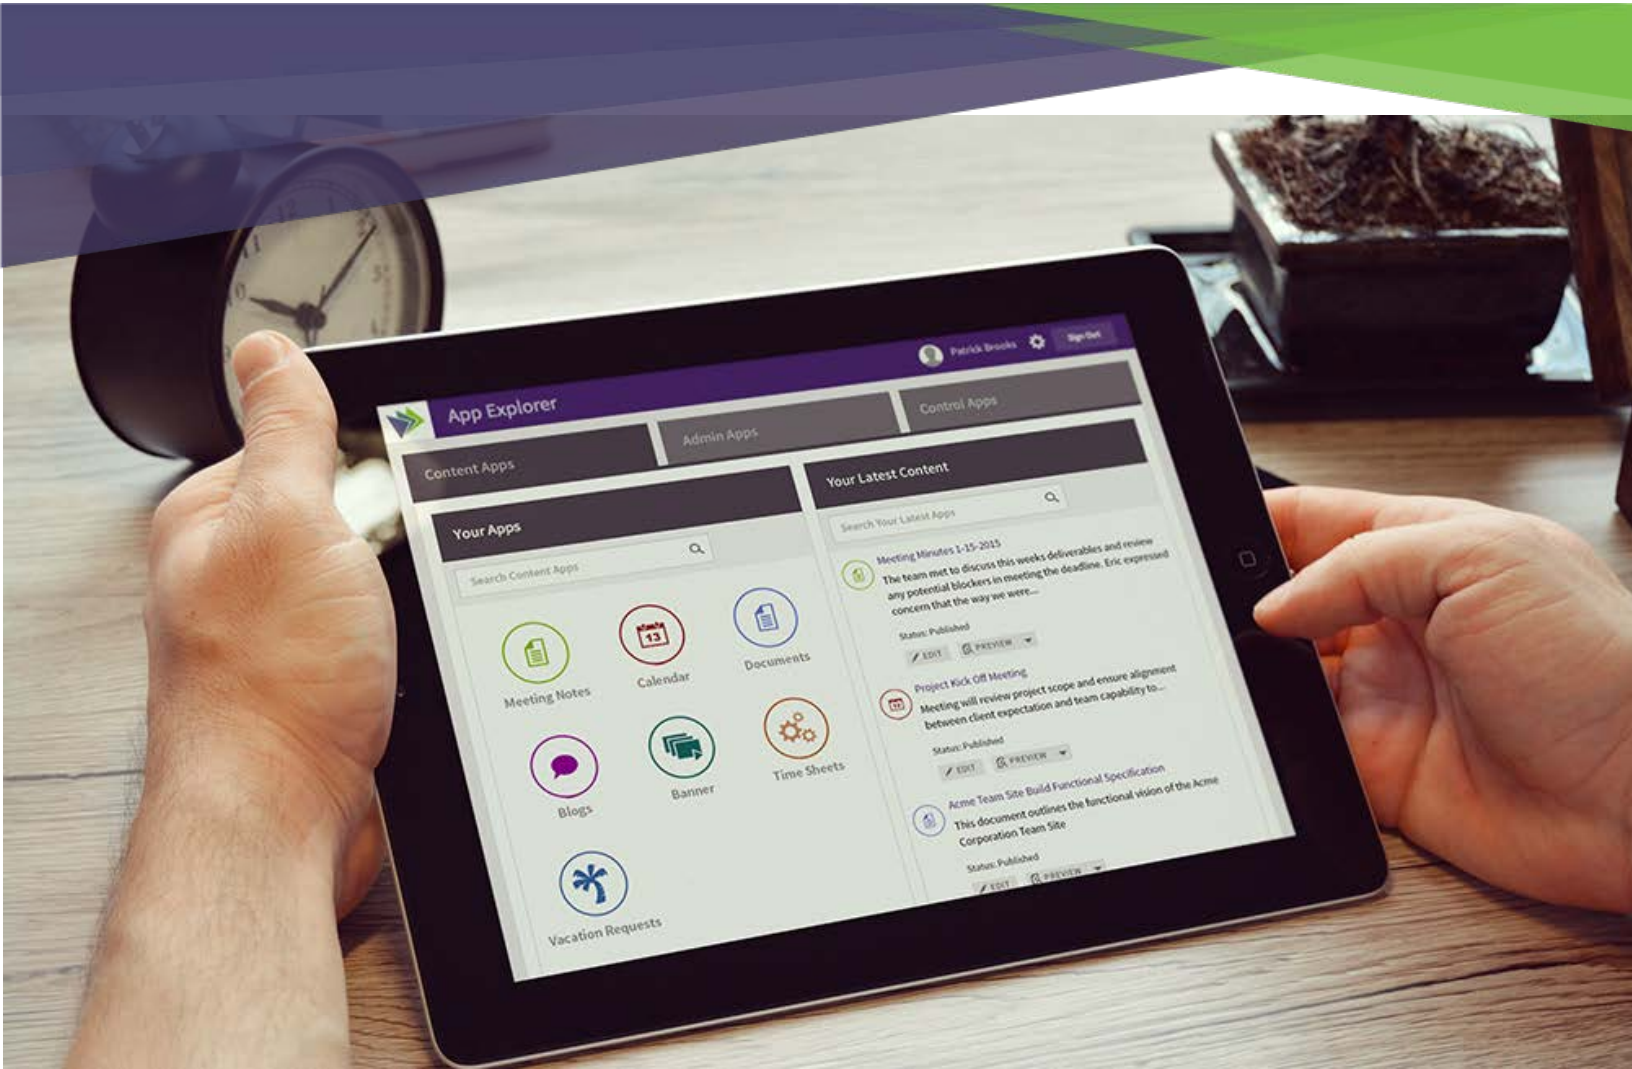 12
11
10
App Explorer
Patrick Brooks
Sign Out
Content Apps
Admin Apps
Control Apps
Your Apps
Search Content Apps
Meeting Notes
Calendar
13
Documents
Blogs
Banner
Time Sheets
Vacation Requests
Your Latest Content
Search Your Latest Apps
Meeting Minutes 1-15-2015
The team met to discuss this weeks deliverables and review
any potential blockers in meeting the deadline. Eric expressed
concern that the way we were...
Status: Published
EDIT PREVIEW
Project Kick Off Meeting
Meeting will review project scope and ensure alignment
between client expectation and team capability to...
Status: Published
EDIT PREVIEW
Acme Team Site Build Functional Specification
This document outlines the functional vision of the Acme
Corporation Team Site
Status: Published
EDIT PREVIEW